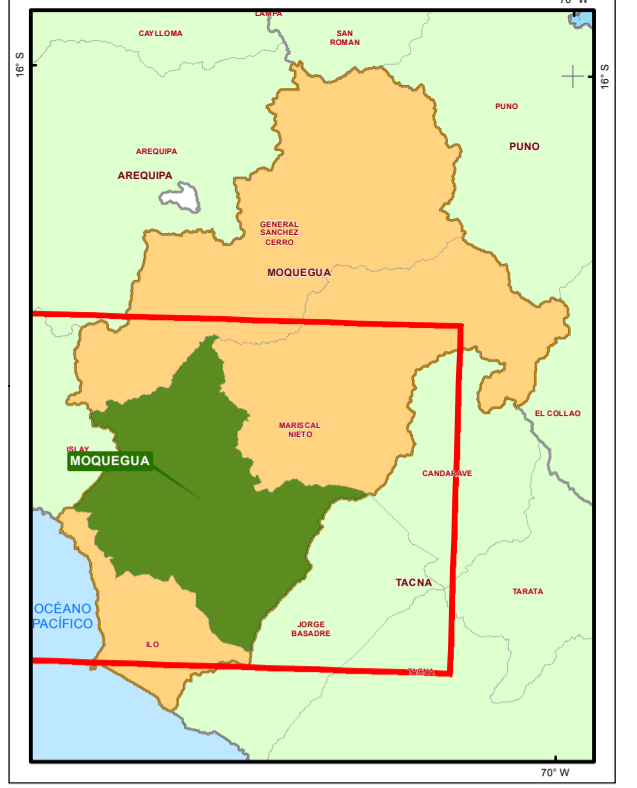 70° W
LAMPA
CAYLLOMA
SAN
ROMAN
16° S
16° S
PUNO
PUNO
AREQUIPA
AREQUIPA
GENERAL
SANCHEZ
CERRO
MOQUEGUA
EL COLLAO
MARISCAL
NIETO
ISLAY
MOQUEGUA
CANDARAVE
TACNA
TARATA
OCÉANO
PACÍFICO
JORGE
BASADRE
ILO
TACNA
70° W